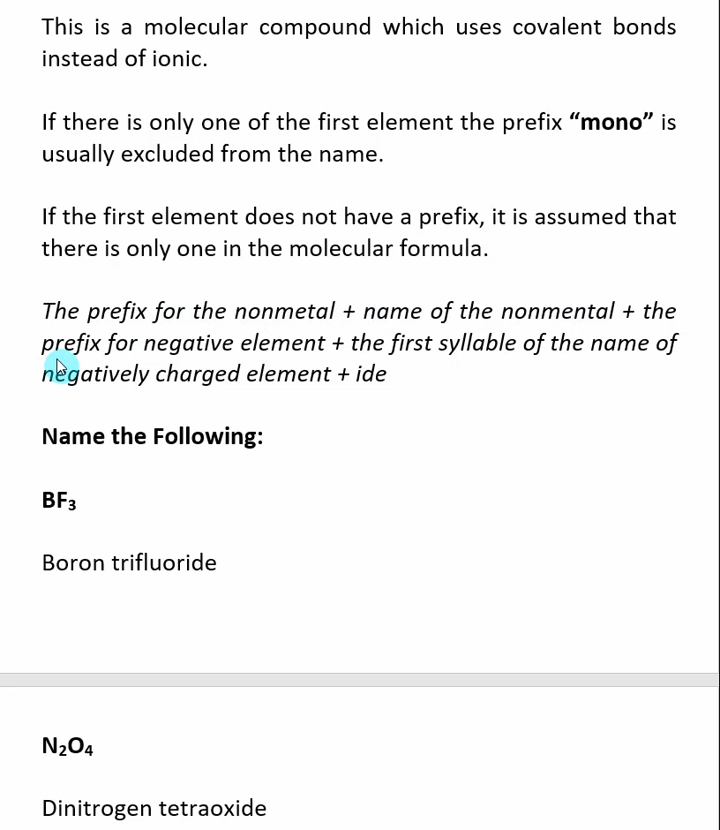 This is a molecular compound which uses covalent bonds
instead of ionic.
If there is only one of the first element the prefix “mono” is
usually excluded from the name.
If the first element does not have a prefix, it is assumed that
there is only one in the molecular formula.
The prefix for the nonmetal + name of the nonmental + the
prefix for negative element + the first syllable of the name of
negatively charged element + ide
Name the Following:
BF₃
Boron trifluoride
N₂O₄
Dinitrogen tetraoxide